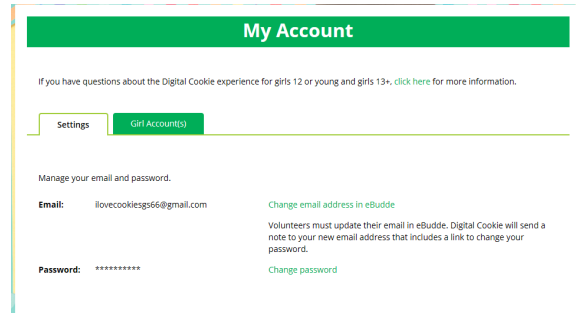 My Account
If you have questions about the Digital Cookie experience for girls 12 or young and girls 13+, click here for more information.
Settings
Girl Account(s)
Manage your email and password.
Email: ilovecookiesgs66@gmail.com Change email address in eBudde
Volunteers must update their email in eBudde. Digital Cookie will send a
note to your new email address that includes a link to change your
password.
Password: ********** Change password